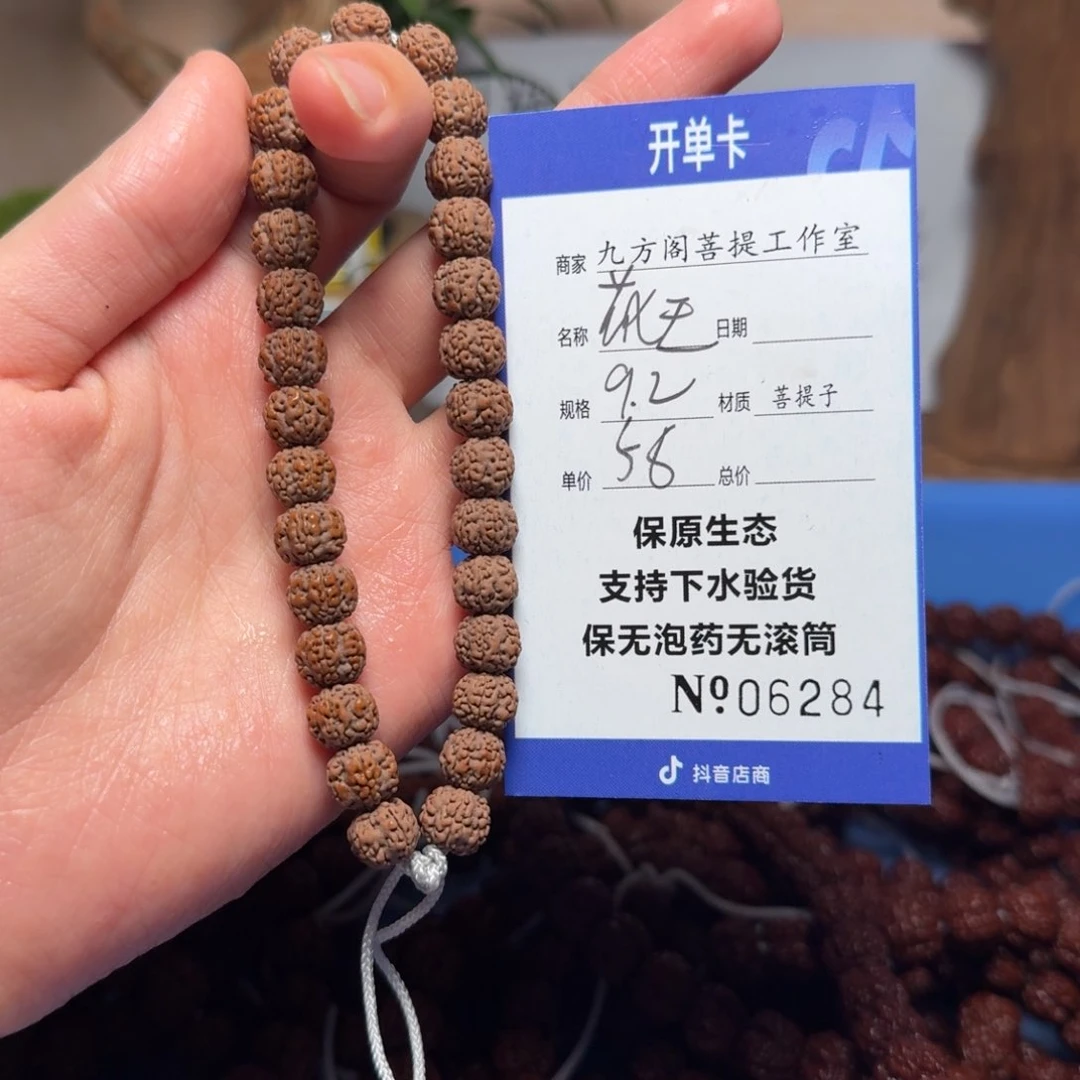 开单卡
商家 九方阁菩提工作室
名称 日期
规格 9.2 材质 菩提子
单价 58 总价
保原生态
支持下水验货
保无泡药无滚筒
№06284
抖音店商